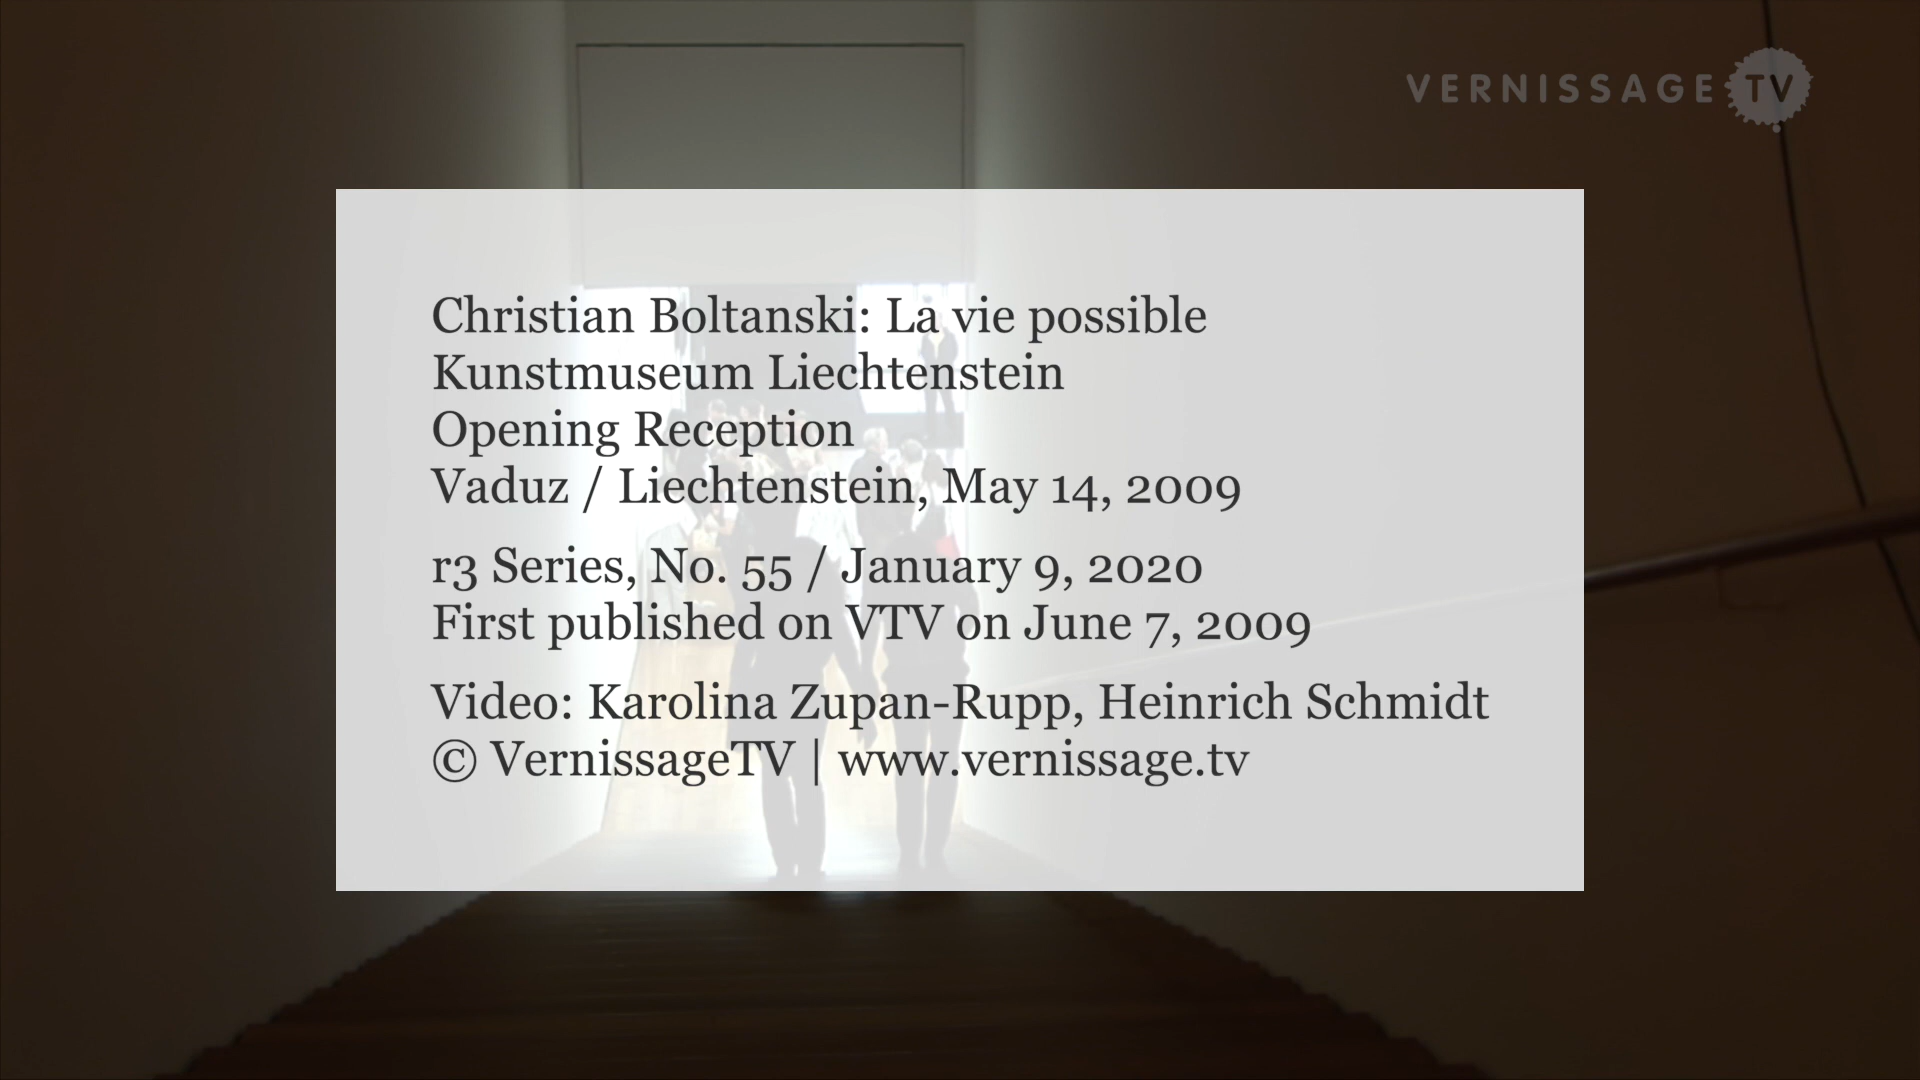 VERNISSAGE TV
Christian Boltanski: La vie possible
Kunstmuseum Liechtenstein
Opening Reception
Vaduz / Liechtenstein, May 14, 2009
r3 Series, No. 55 / January 9, 2020
First published on VTV on June 7, 2009
Video: Karolina Zupan-Rupp, Heinrich Schmidt
© VernissageTV | www.vernissage.tv